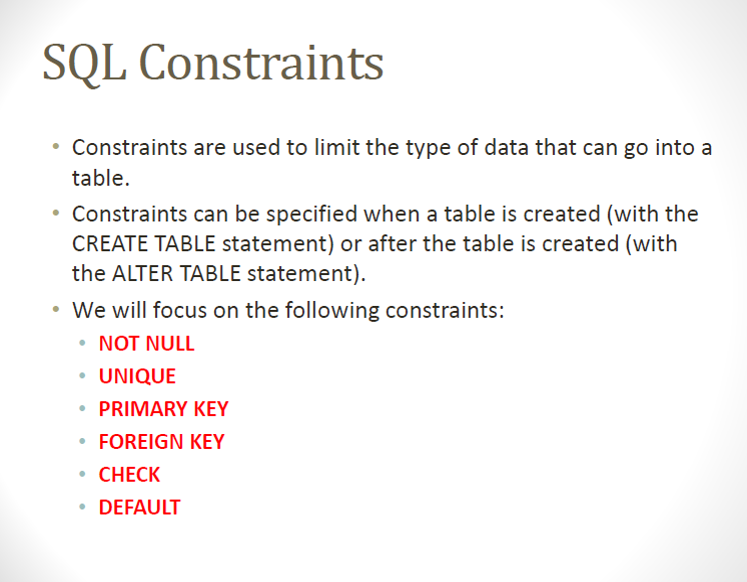 SQL Constraints
• Constraints are used to limit the type of data that can go into a
table.
• Constraints can be specified when a table is created (with the
CREATE TABLE statement) or after the table is created (with
the ALTER TABLE statement).
• We will focus on the following constraints:
• NOT NULL
• UNIQUE
• PRIMARY KEY
• FOREIGN KEY
• CHECK
• DEFAULT